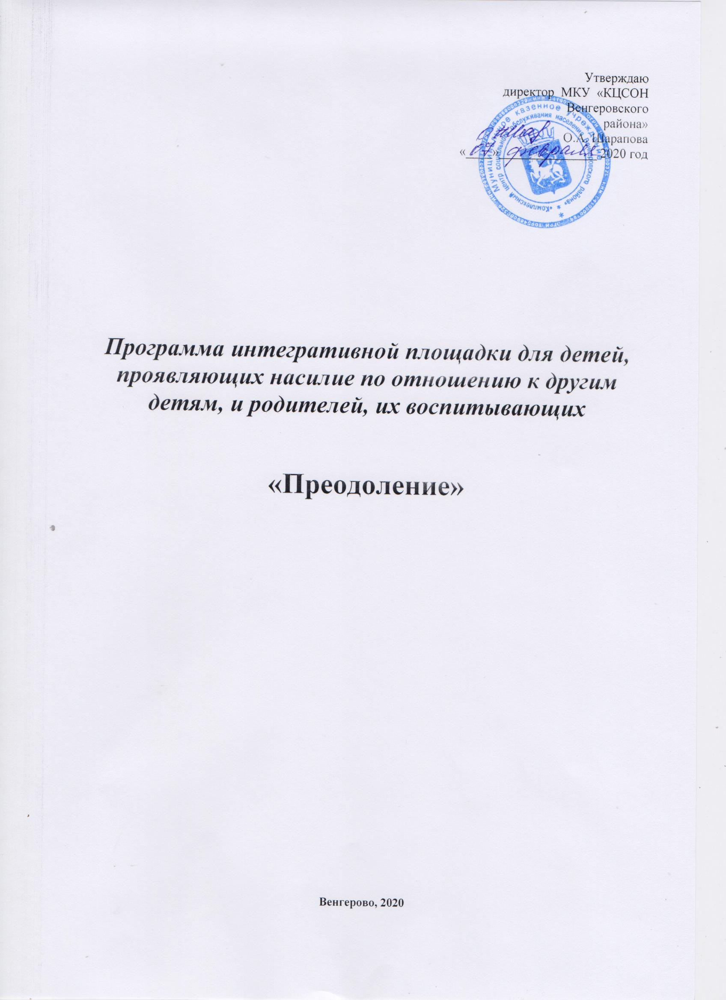 Утверждаю
директор МКУ «КЦСОН
Венгеровского
района»
О.А. Шарапова
«07» февраля 2020 год
Муниципальное казенное учреждение
«Комплексный центр социального обслуживания населения Венгеровского района»
Программа интегративной площадки для детей,
проявляющих насилие по отношению к другим
детям, и родителей, их воспитывающих
«Преодоление»
Венгерово, 2020